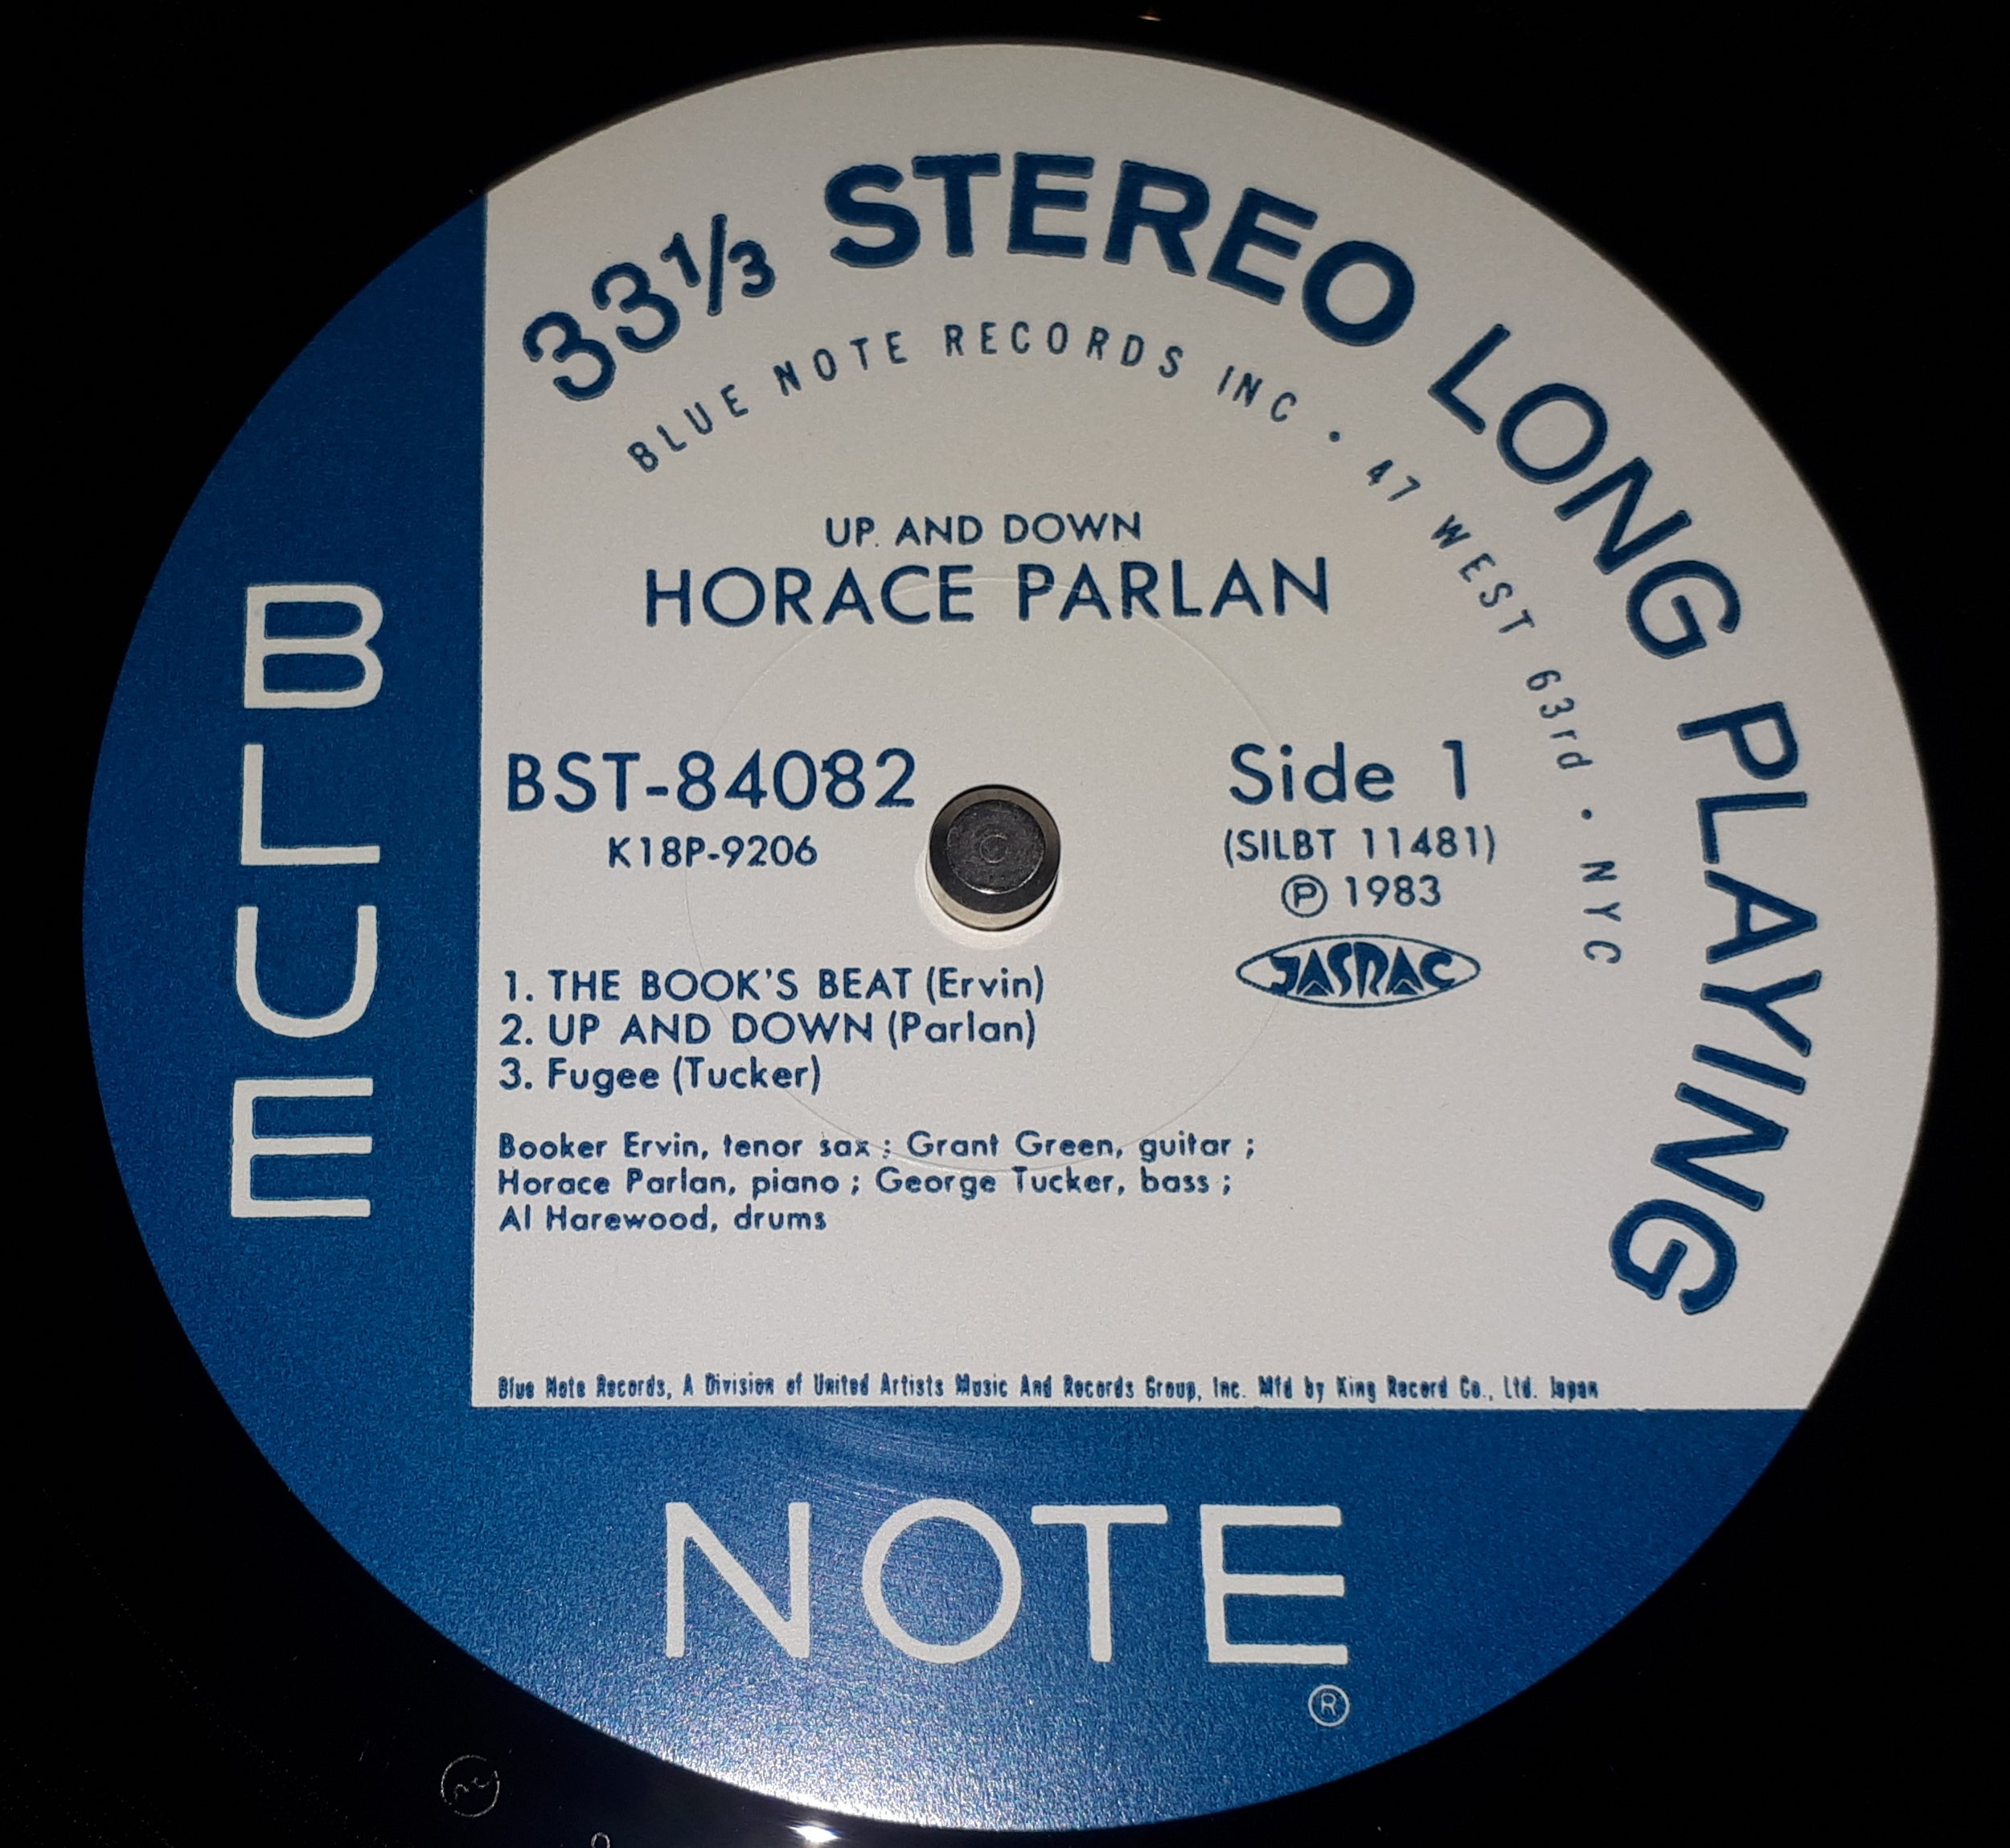 33⅓ STEREO LONG PLAYING
BLUE NOTE RECORDS INC • 47 WEST 63rd • NYC
UP AND DOWN
HORACE PARLAN
BST-84082
K18P-9206
Side 1
(SILBT 11481)
Ⓟ 1983
JASRAC
1. THE BOOK'S BEAT (Ervin)
2. UP AND DOWN (Parlan)
3. Fugee (Tucker)
Booker Ervin, tenor sax ; Grant Green, guitar ;
Horace Parlan, piano ; George Tucker, bass ;
Al Harewood, drums
Blue Note Records, A Division of United Artists Music And Records Group, Inc. Mfd by King Record Co., Ltd. Japan
BLUE
NOTE
®